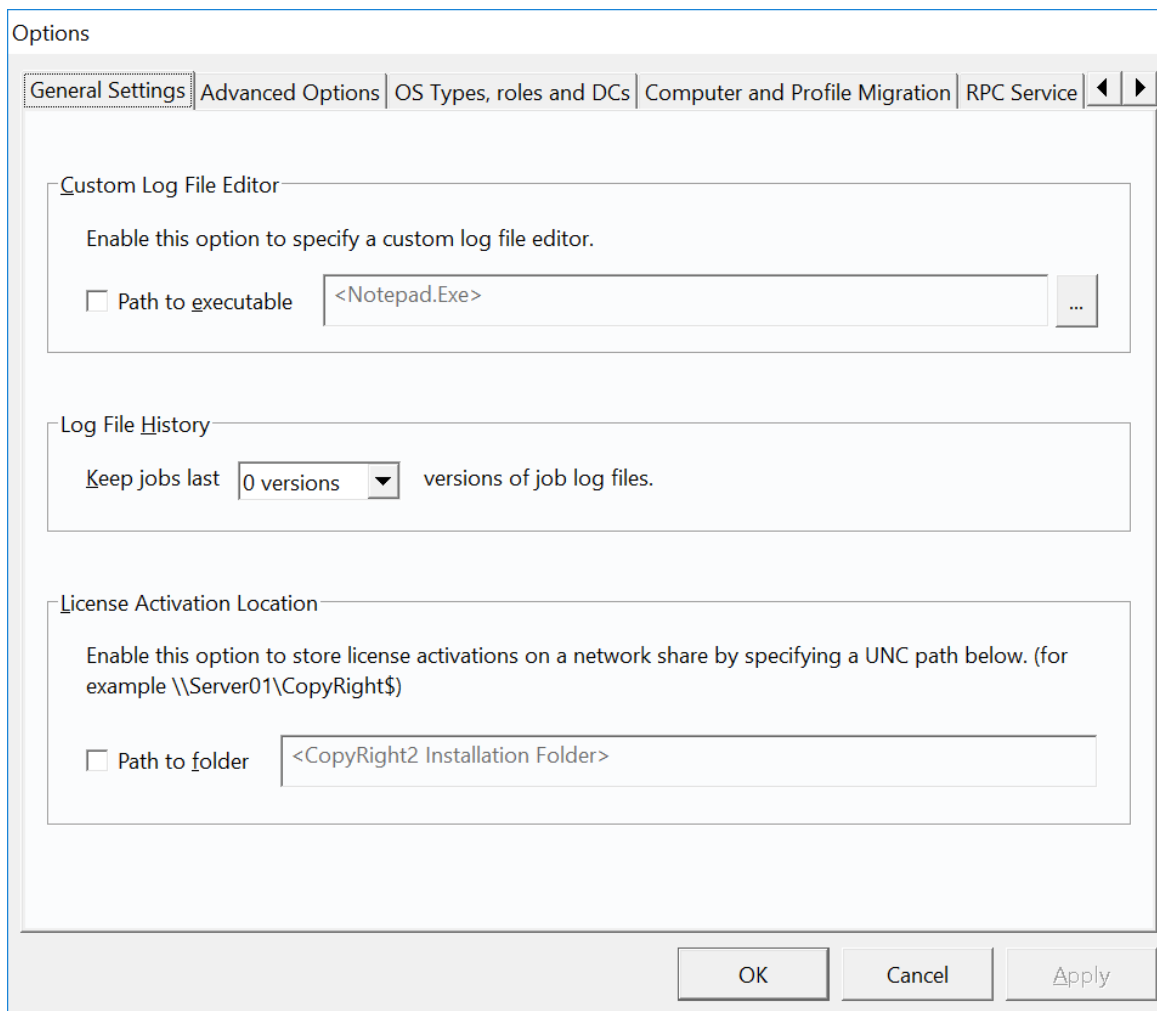 Options
General Settings Advanced Options OS Types, roles and DCs Computer and Profile Migration RPC Service
Custom Log File Editor
Enable this option to specify a custom log file editor.
Path to executable <Notepad.Exe> ...
Log File History
Keep jobs last 0 versions versions of job log files.
License Activation Location
Enable this option to store license activations on a network share by specifying a UNC path below. (for
example \\Server01\CopyRight$)
Path to folder <CopyRight2 Installation Folder>
OK Cancel Apply